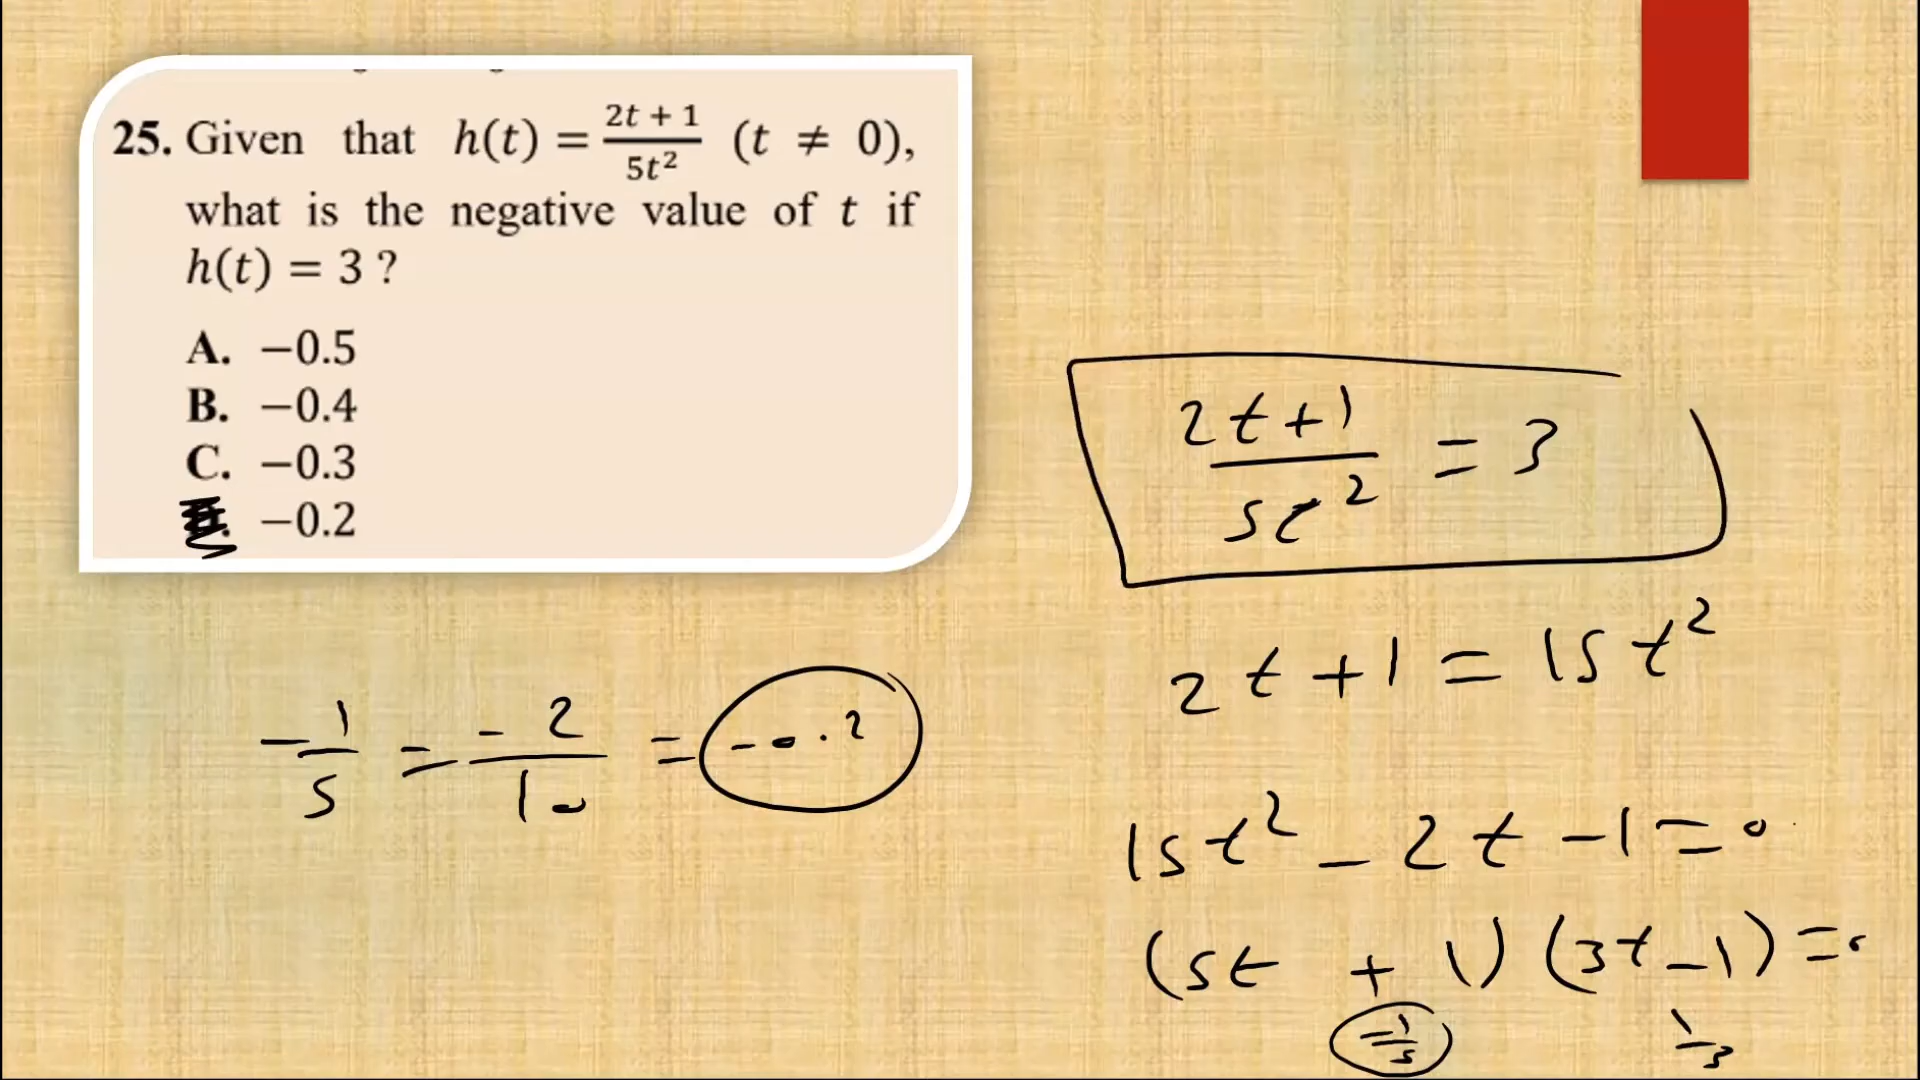 25. Given that h(t) = (2t + 1)/(5t²) (t ≠ 0),
what is the negative value of t if
h(t) = 3 ?
A. −0.5
B. −0.4
C. −0.3
−0.2
(2t+1)/(5t²) = 3
2t+1 = 15t²
15t² − 2t − 1 = 0
(5t + 1)(3t − 1) = 0
−1/5 1/3
−1/5 = −2/10 = −0.2